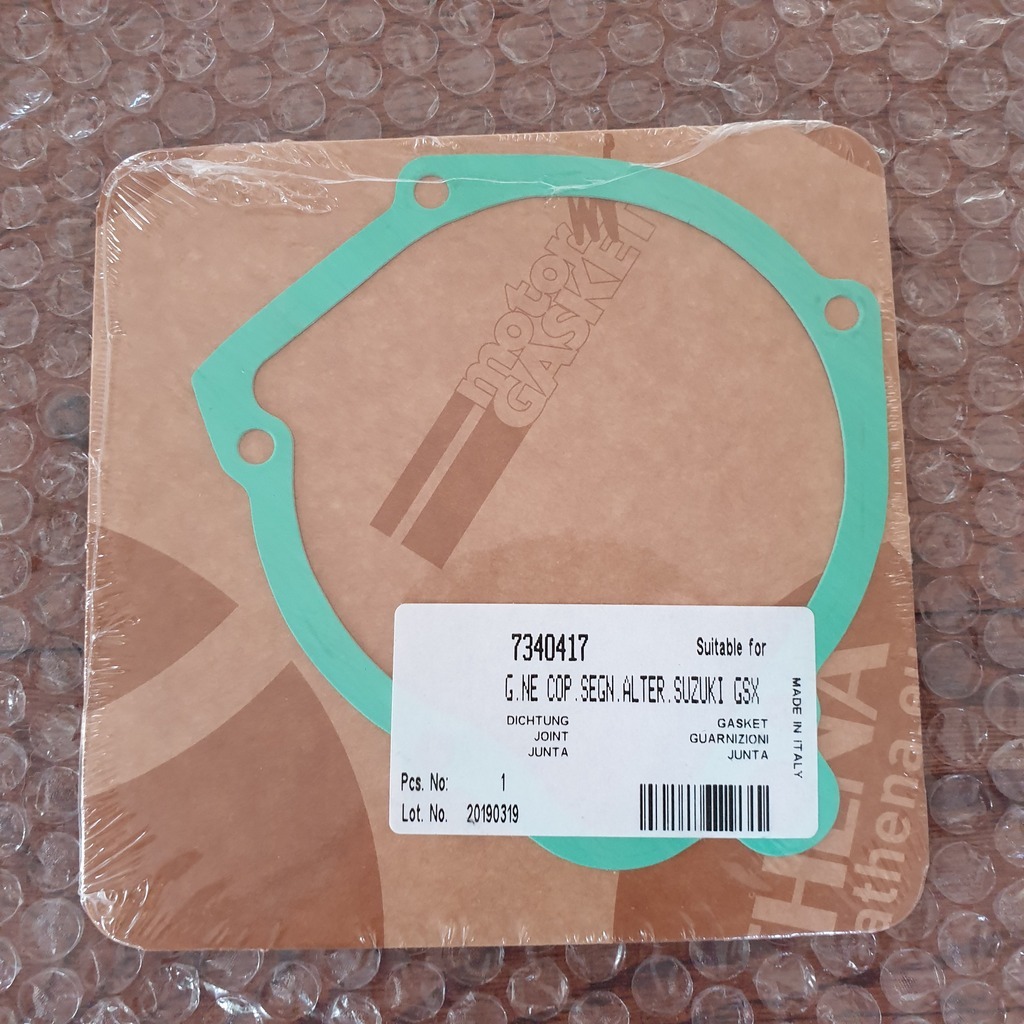 motor
GASKET
7340417
Suitable for
G.NE COP.SEGN.ALTER.SUZUKI GSX
DICHTUNG
GASKET
JOINT
GUARNIZIONI
JUNTA
JUNTA
MADE IN ITALY
Pcs. No: 1
Lot. No. 20190319
HENA
athena.